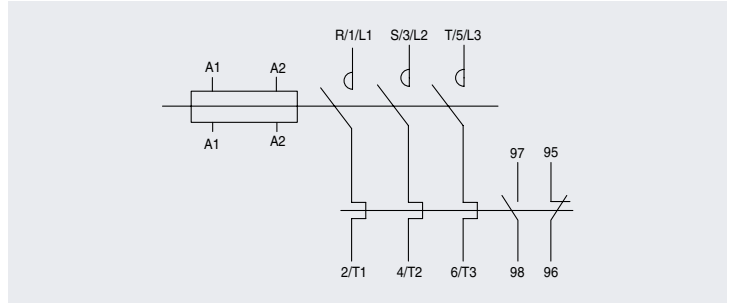 R/1/L1 S/3/L2 T/5/L3
A1 A2
A1 A2
97 95
2/T1 4/T2 6/T3 98 96